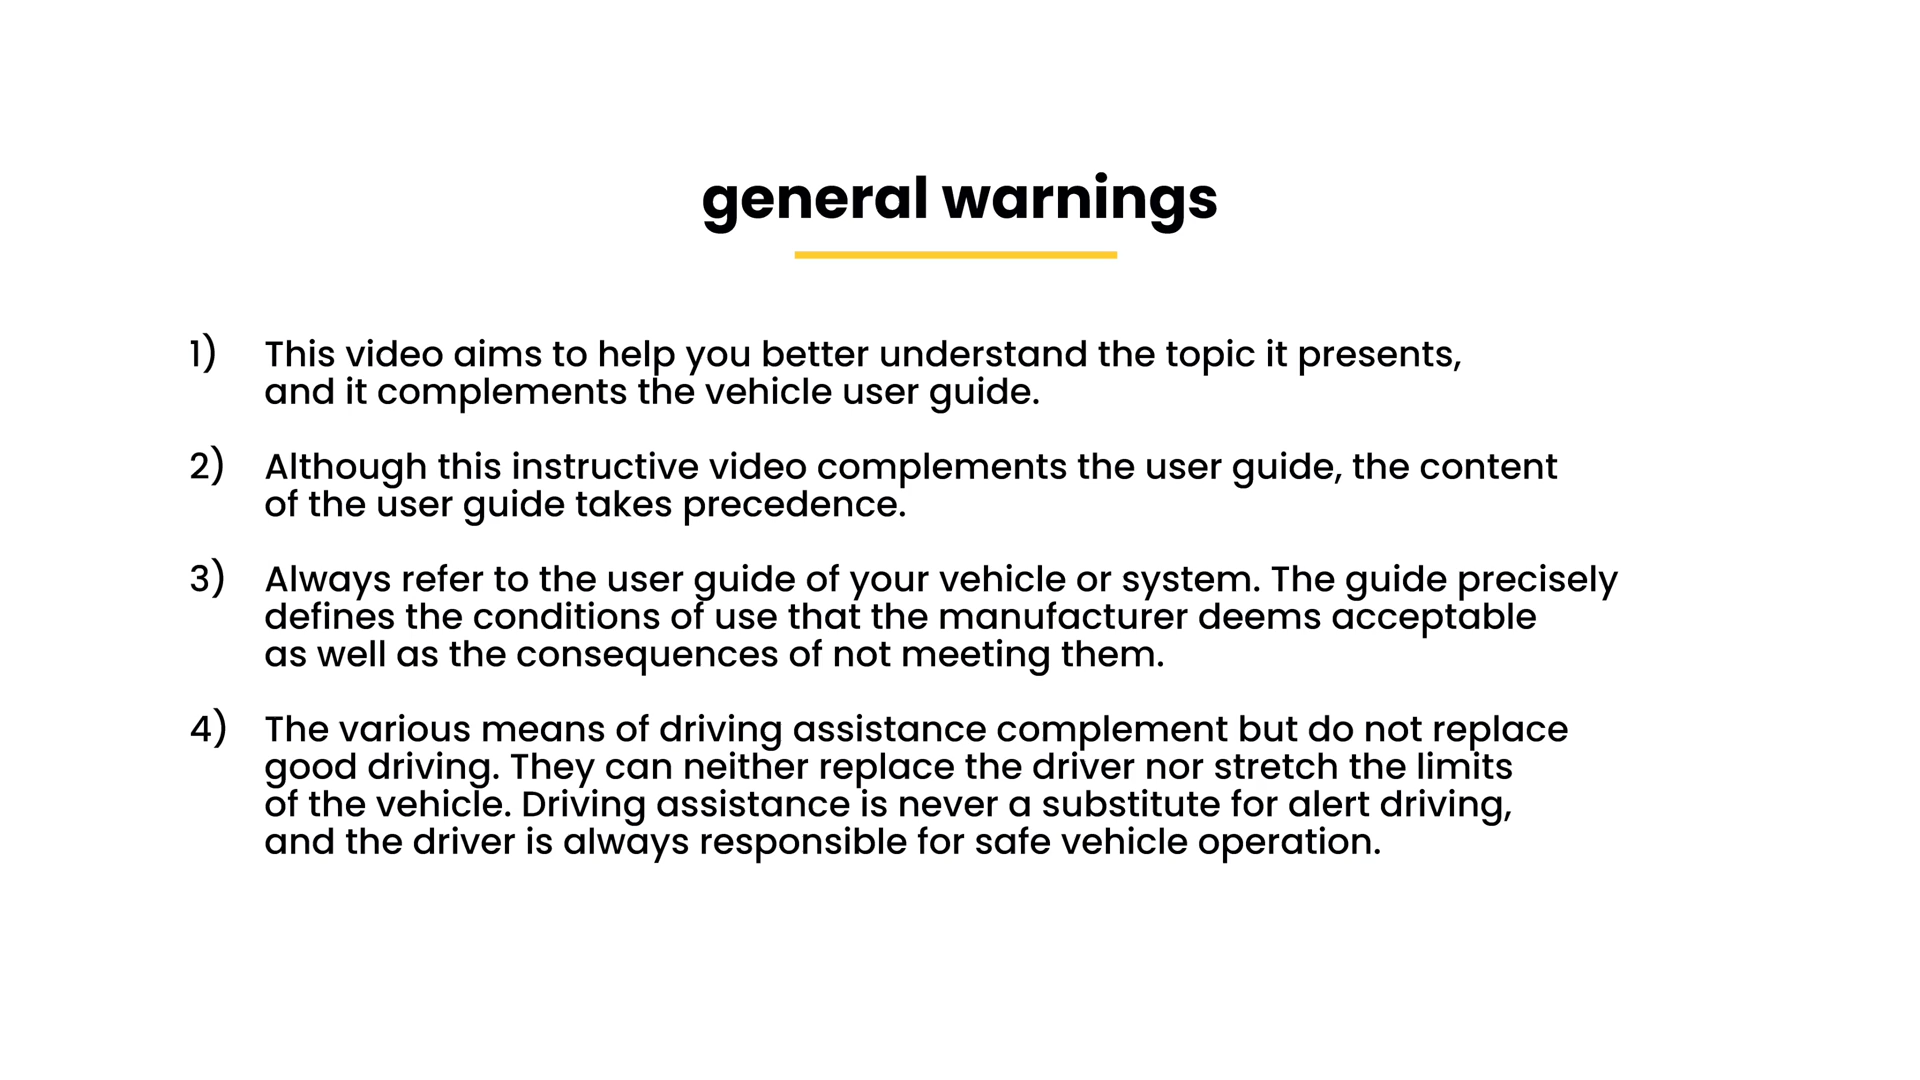 general warnings
1) This video aims to help you better understand the topic it presents,
and it complements the vehicle user guide.
2) Although this instructive video complements the user guide, the content
of the user guide takes precedence.
3) Always refer to the user guide of your vehicle or system. The guide precisely
defines the conditions of use that the manufacturer deems acceptable
as well as the consequences of not meeting them.
4) The various means of driving assistance complement but do not replace
good driving. They can neither replace the driver nor stretch the limits
of the vehicle. Driving assistance is never a substitute for alert driving,
and the driver is always responsible for safe vehicle operation.